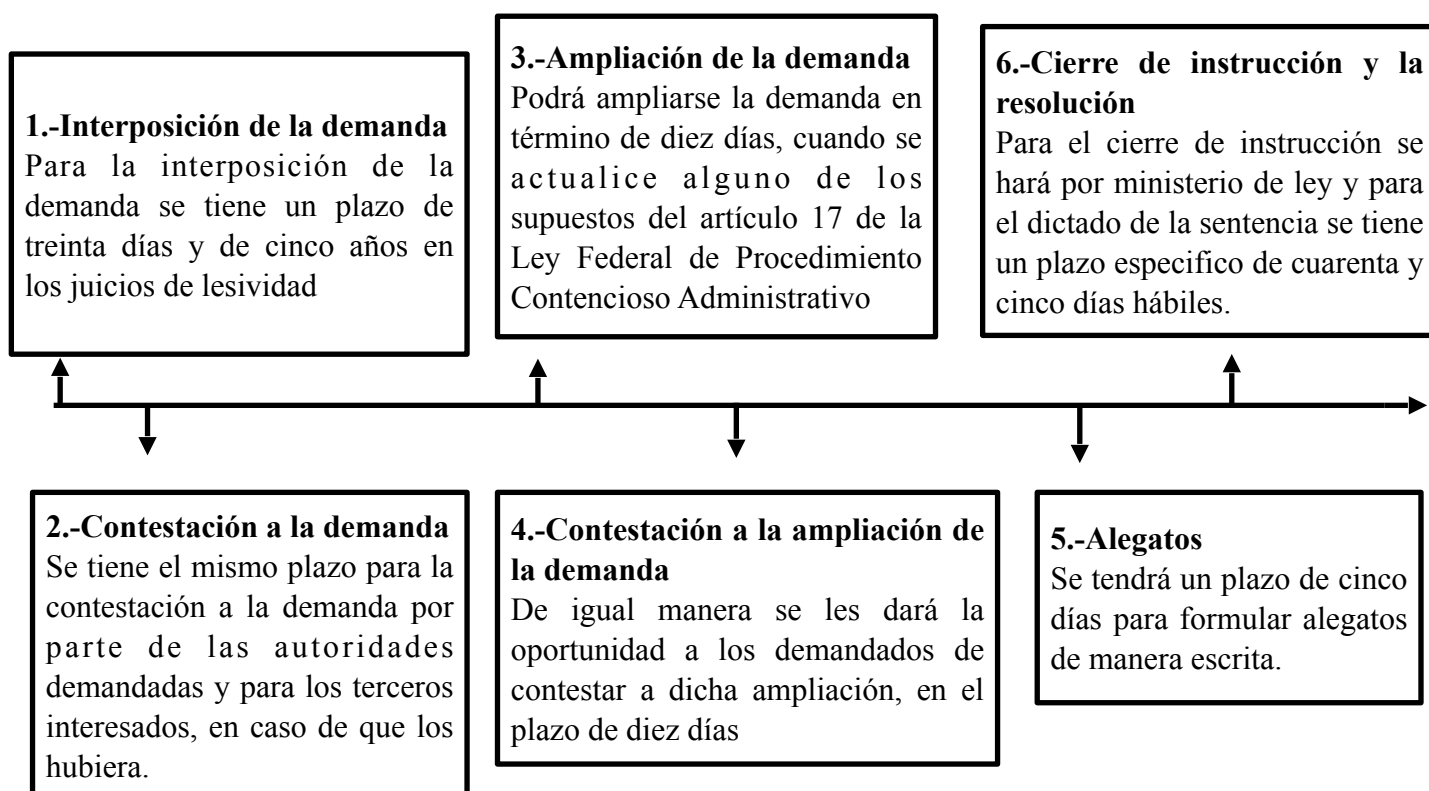 1.-Interposición de la demanda
Para la interposición de la
demanda se tiene un plazo de
treinta días y de cinco años en
los juicios de lesividad
2.-Contestación a la demanda
Se tiene el mismo plazo para la
contestación a la demanda por
parte de las autoridades
demandadas y para los terceros
interesados, en caso de que los
hubiera.
3.-Ampliación de la demanda
Podrá ampliarse la demanda en
término de diez días, cuando se
actualice alguno de los
supuestos del artículo 17 de la
Ley Federal de Procedimiento
Contencioso Administrativo
4.-Contestación a la ampliación de
la demanda
De igual manera se les dará la
oportunidad a los demandados de
contestar a dicha ampliación, en el
plazo de diez días
5.-Alegatos
Se tendrá un plazo de cinco
días para formular alegatos
de manera escrita.
6.-Cierre de instrucción y la
resolución
Para el cierre de instrucción se
hará por ministerio de ley y para
el dictado de la sentencia se tiene
un plazo especifico de cuarenta y
cinco días hábiles.